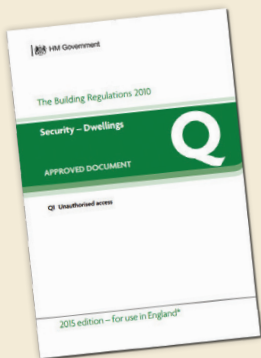 HM Government
The Building Regulations 2010
Security – Dwellings
Q
APPROVED DOCUMENT
Q1 Unauthorised access
2015 edition – for use in England*